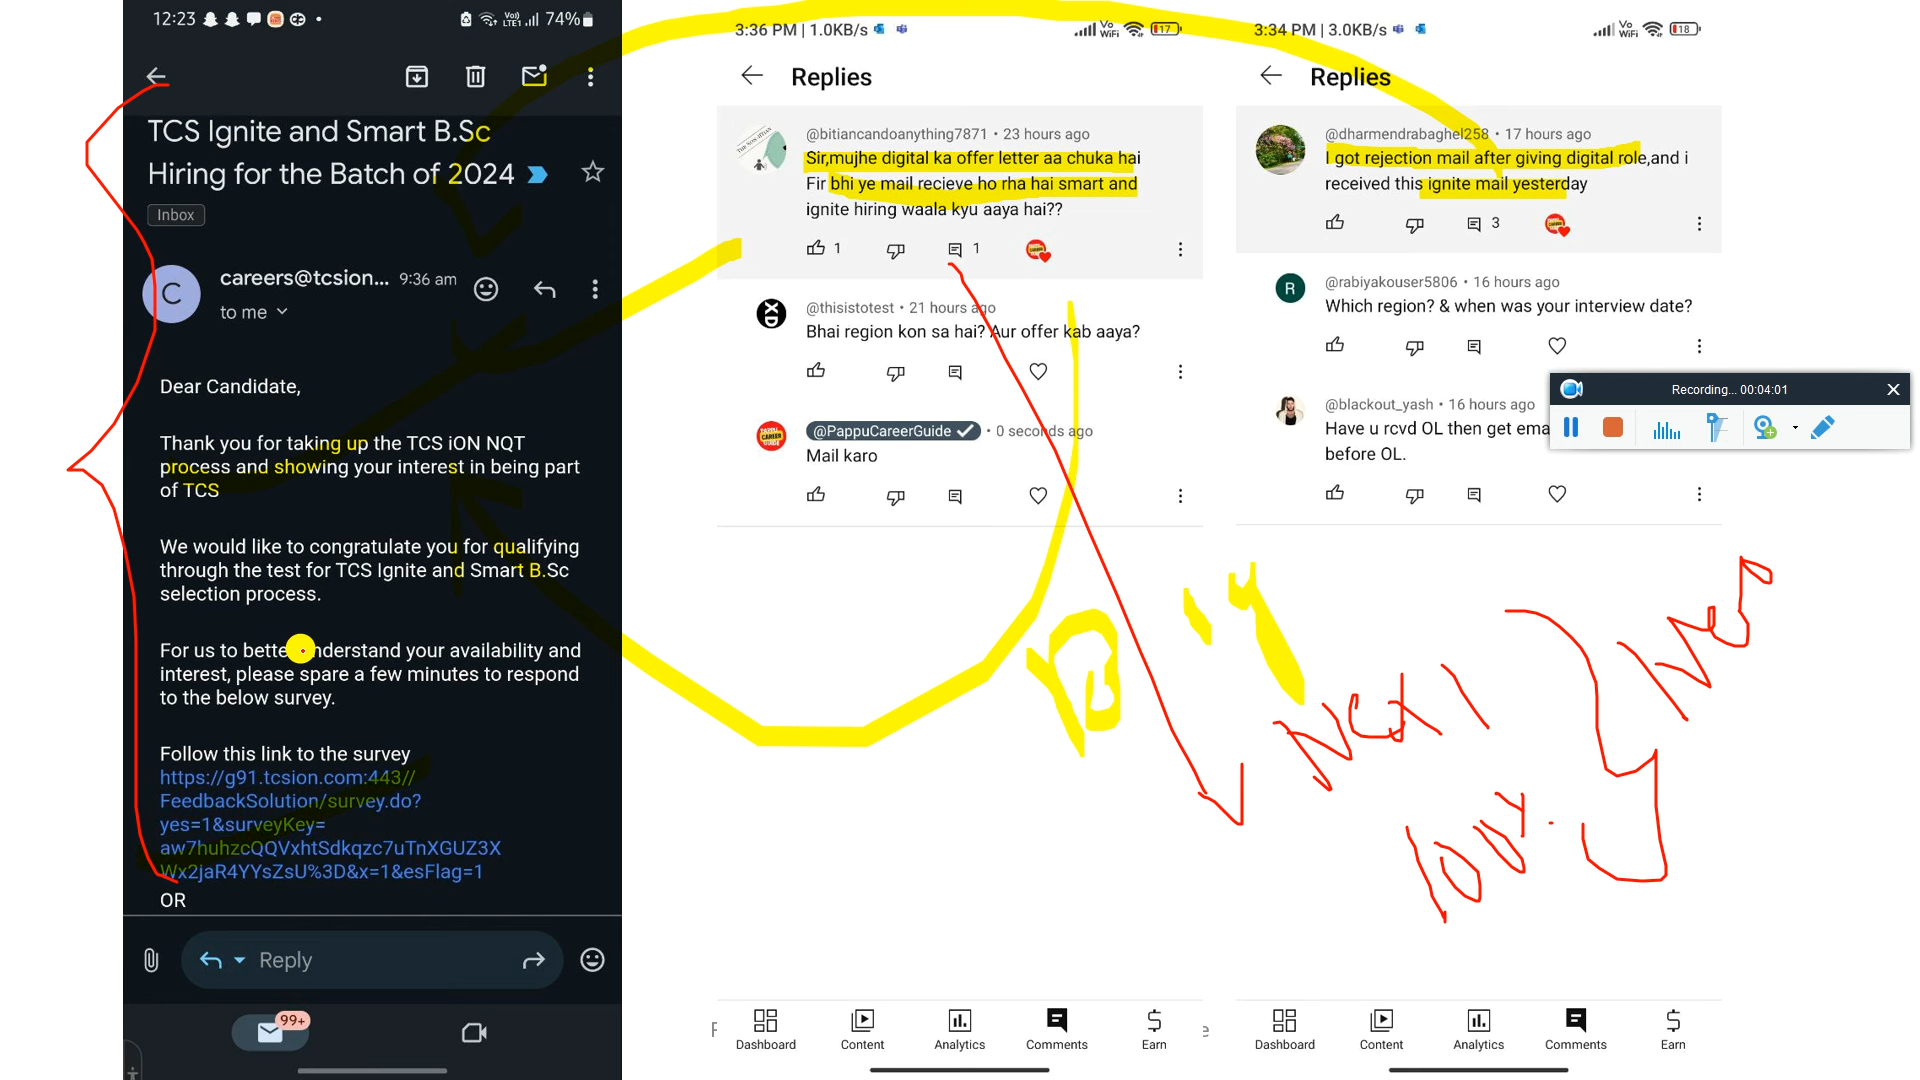 12:23
Vo)) LTE1 74%
TCS Ignite and Smart B.Sc
Hiring for the Batch of 2024
Inbox
C
careers@tcsion... 9:36 am
to me
Dear Candidate,
Thank you for taking up the TCS iON NQT
process and showing your interest in being part
of TCS
We would like to congratulate you for qualifying
through the test for TCS Ignite and Smart B.Sc
selection process.
For us to better understand your availability and
interest, please spare a few minutes to respond
to the below survey.
Follow this link to the survey
https://g91.tcsion.com:443//
FeedbackSolution/survey.do?
yes=1&surveyKey=
aw7huhzcQQVxhtSdkqzc7uTnXGUZ3X
Wx2jaR4YYsZsU%3D&x=1&esFlag=1
OR
Reply
99+
3:36 PM | 1.0KB/s
Vo WiFi 17
Replies
@bitiancandoanything7871 • 23 hours ago
Sir,mujhe digital ka offer letter aa chuka hai
Fir bhi ye mail recieve ho rha hai smart and
ignite hiring waala kyu aaya hai??
1 1
@thisistotest • 21 hours ago
Bhai region kon sa hai? Aur offer kab aaya?
@PappuCareerGuide • 0 seconds ago
Mail karo
Dashboard Content Analytics Comments Earn
3:34 PM | 3.0KB/s
Vo WiFi 18
Replies
@dharmendrabaghel258 • 17 hours ago
I got rejection mail after giving digital role,and i
received this ignite mail yesterday
3
R
@rabiyakouser5806 • 16 hours ago
Which region? & when was your interview date?
@blackout_yash • 16 hours ago
Have u rcvd OL then get ema
before OL.
Recording... 00:04:01
Next
Dashboard Content Analytics Comments Earn